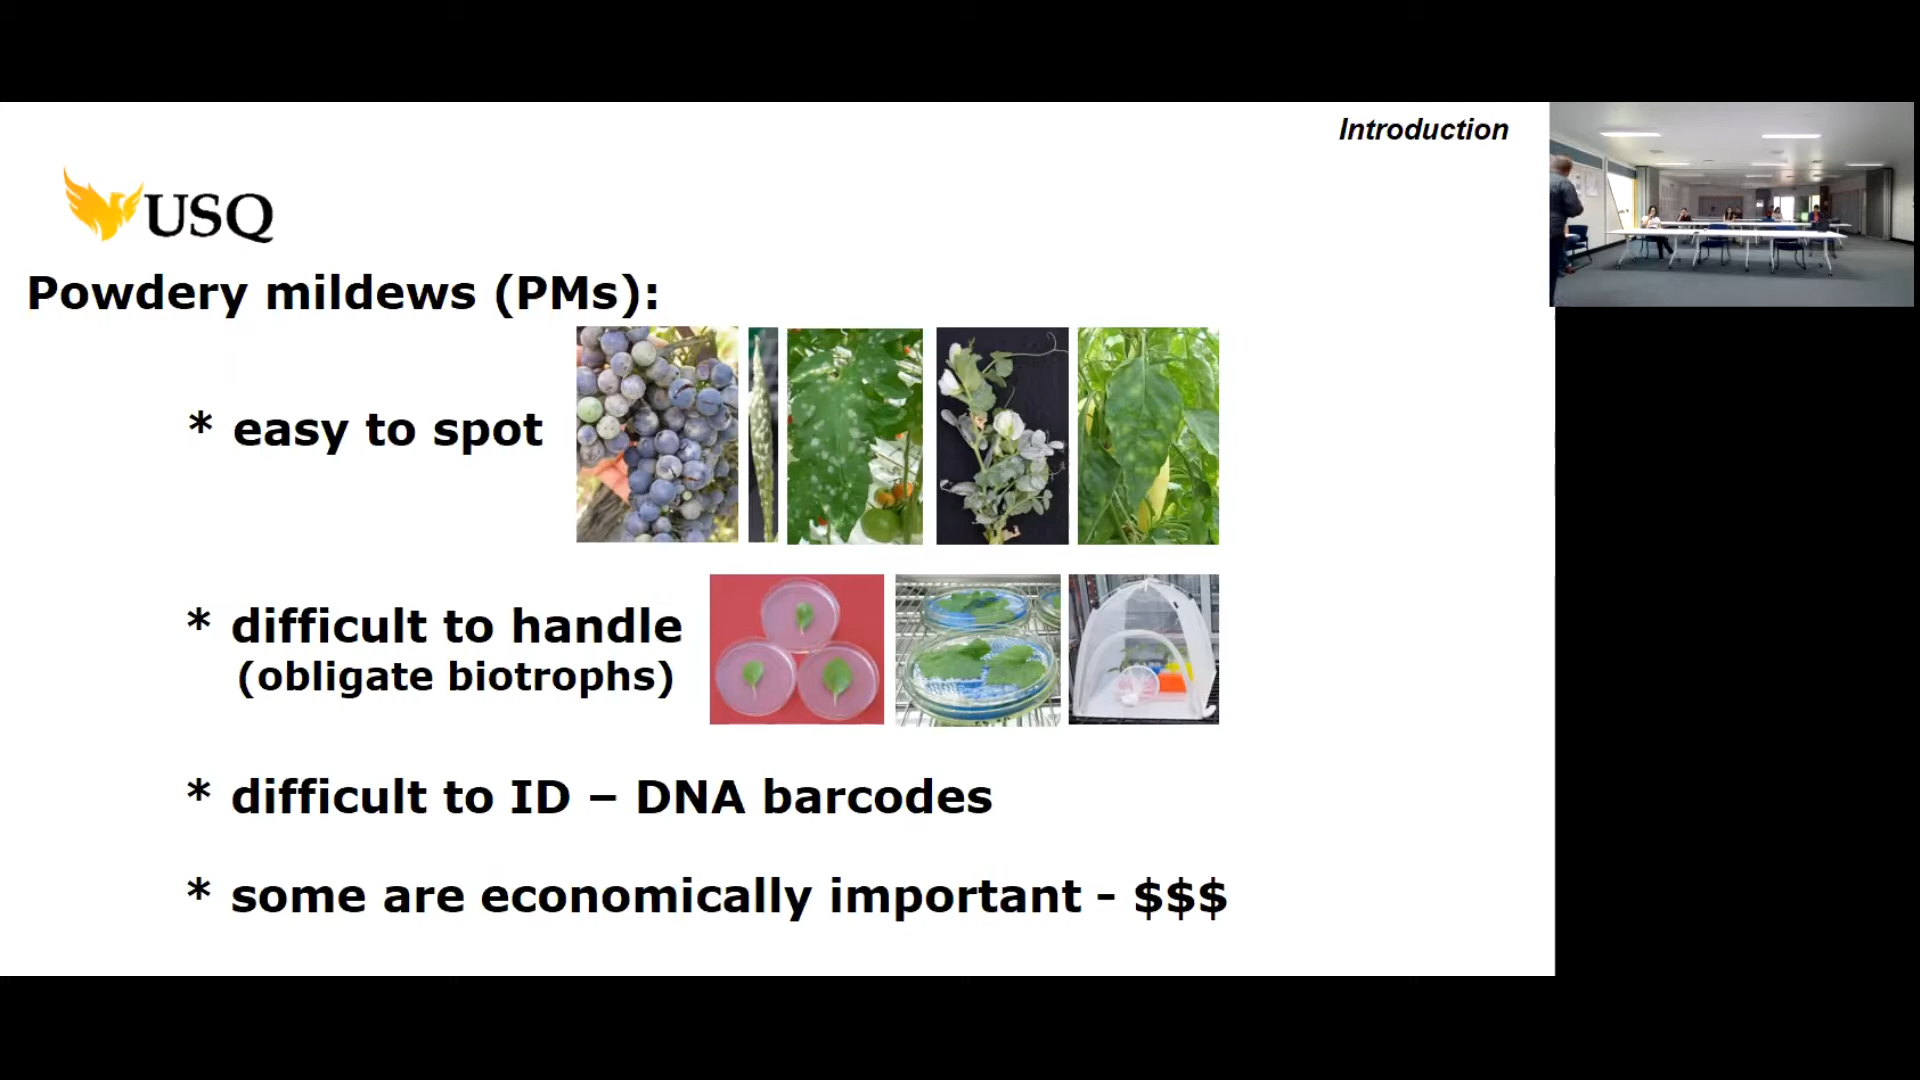 Introduction
USQ
Powdery mildews (PMs):
* easy to spot
* difficult to handle
(obligate biotrophs)
* difficult to ID – DNA barcodes
* some are economically important - $$$